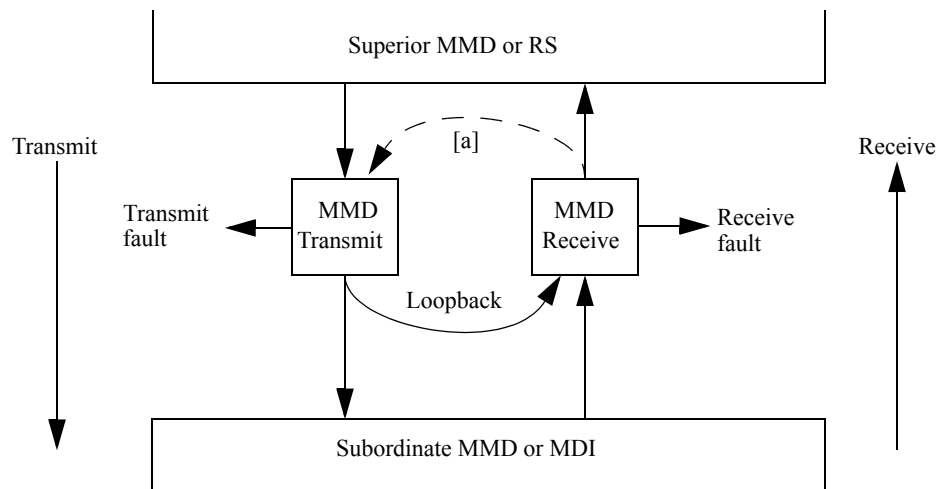 Superior MMD or RS
Transmit
[a]
Receive
Transmit
fault
MMD
Transmit
MMD
Receive
Receive
fault
Loopback
Subordinate MMD or MDI